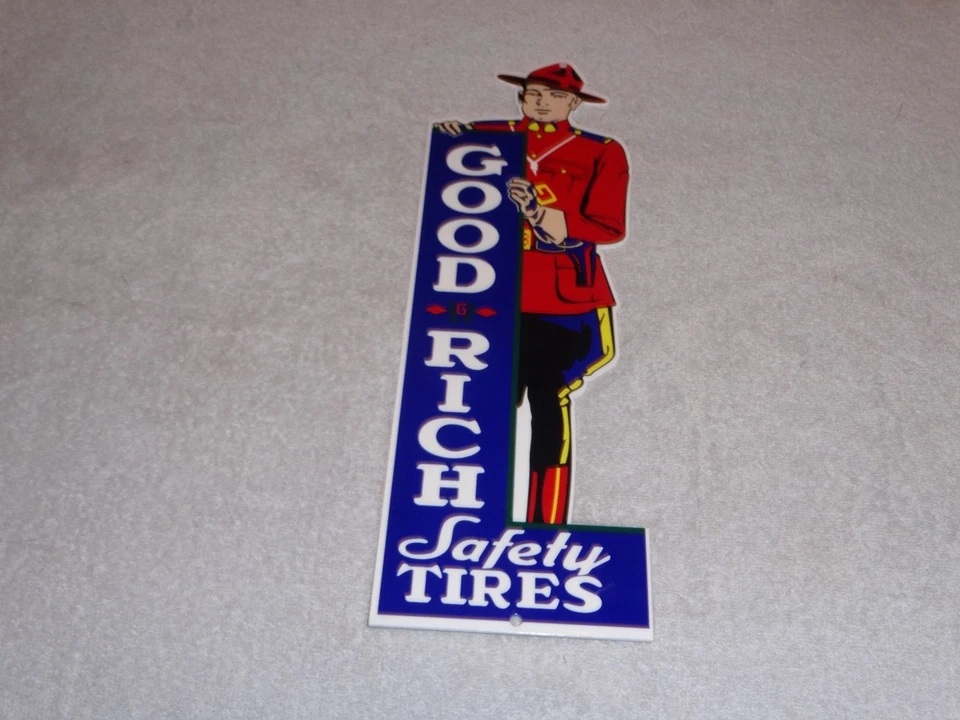 GOOD
G
RICH
Safety
TIRES